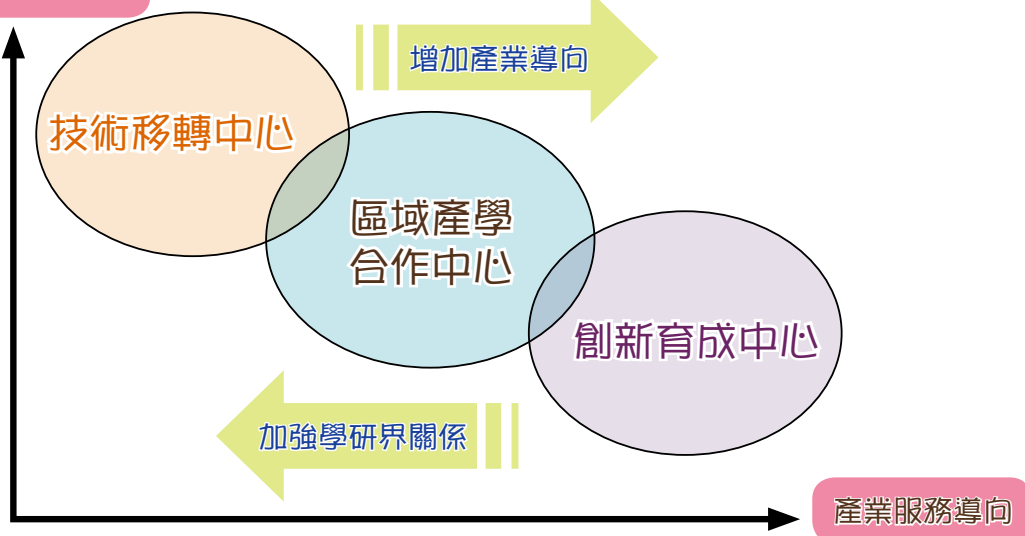 增加產業導向
技術移轉中心
區域產學
合作中心
創新育成中心
加強學研界關係
產業服務導向